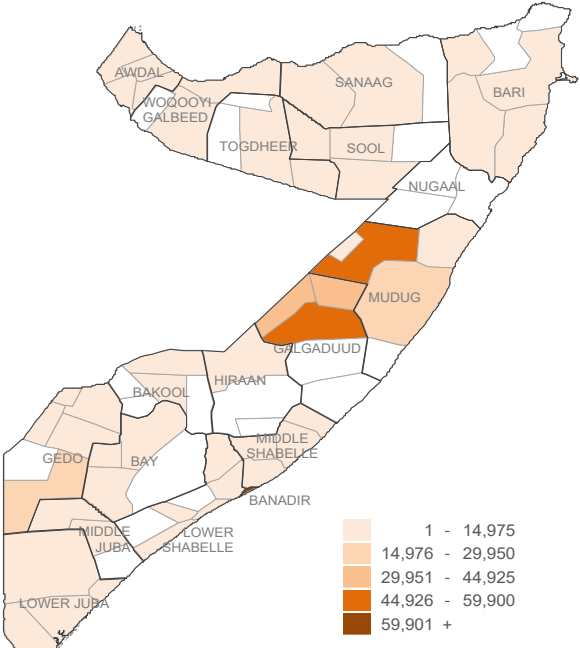 AWDAL
WOQOOYI
GALBEED
SANAAG
BARI
TOGDHEER
SOOL
NUGAAL
MUDUG
GALGADUUD
HIRAAN
BAKOOL
MIDDLE
SHABELLE
GEDO
BAY
BANADIR
MIDDLE
JUBA
LOWER
SHABELLE
LOWER JUBA
1 - 14,975
14,976 - 29,950
29,951 - 44,925
44,926 - 59,900
59,901 +